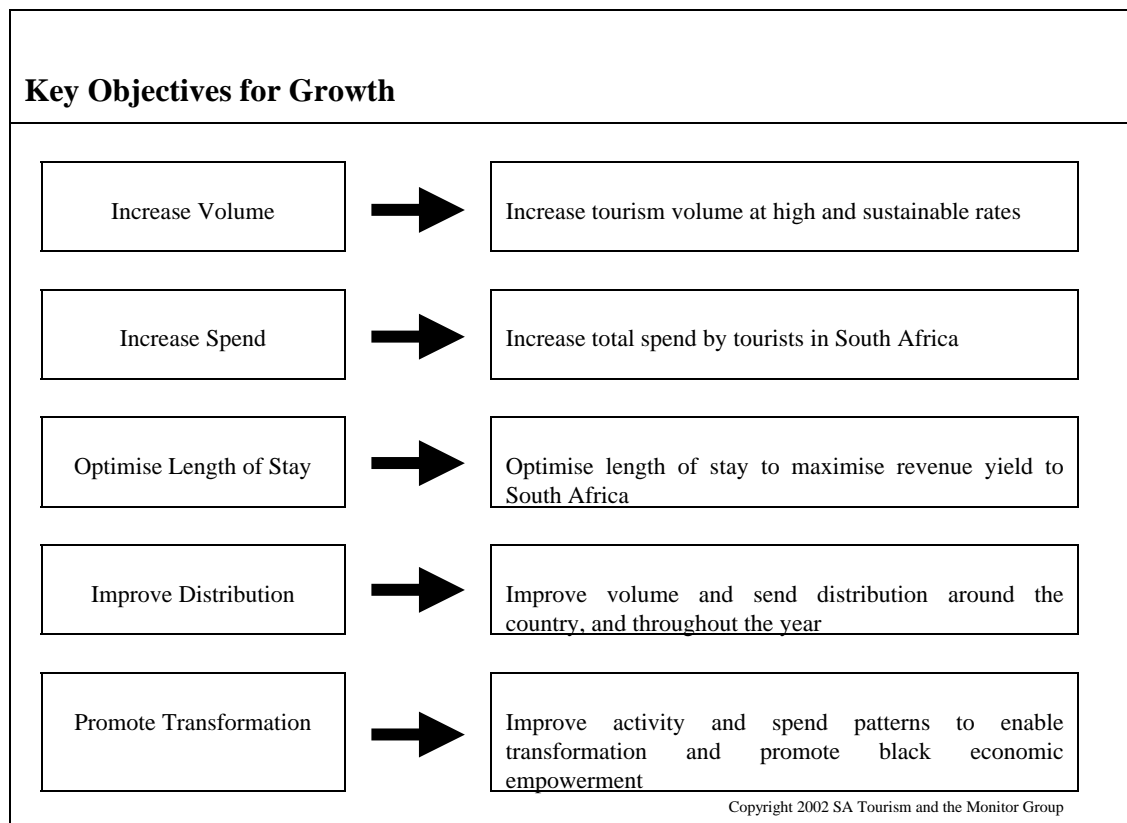 Key Objectives for Growth
Increase Volume
Increase tourism volume at high and sustainable rates
Increase Spend
Increase total spend by tourists in South Africa
Optimise Length of Stay
Optimise length of stay to maximise revenue yield to
South Africa
Improve Distribution
Improve volume and send distribution around the
country, and throughout the year
Promote Transformation
Improve activity and spend patterns to enable
transformation and promote black economic
empowerment
Copyright 2002 SA Tourism and the Monitor Group